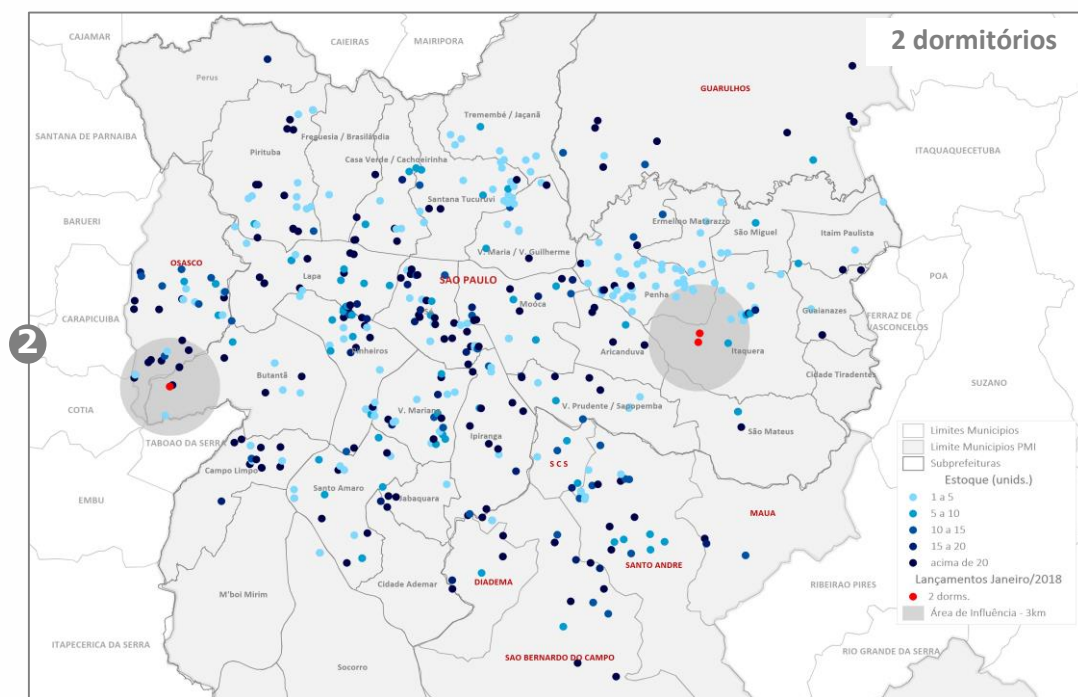 2 dormitórios
CAJAMAR
CAIEIRAS
MAIRIPORA
Perus
GUARULHOS
SANTANA DE PARNAIBA
Tremembé / Jaçanã
Freguesia / Brasilândia
Pirituba
Casa Verde / Cachoeirinha
ITAQUAQUECETUBA
Santana Tucuruvi
BARUERI
Ermelino Matarazzo
São Miguel
Itaim Paulista
V. Maria / V. Guilherme
OSASCO
Lapa
SAO PAULO
POA
Penha
Moóca
Sé
Guaianazes
CARAPICUIBA
FERRAZ DE
VASCONCELOS
2
Pinheiros
Aricanduva
Itaquera
Butantã
Cidade Tiradentes
SUZANO
COTIA
V. Mariana
V. Prudente / Sapopemba
TABOAO DA SERRA
Ipiranga
São Mateus
Limites Municipios
Limite Municipios PMI
Subprefeituras
Campo Limpo
S C S
Estoque (unids.)
Santo Amaro
1 a 5
EMBU
Jabaquara
5 a 10
MAUA
10 a 15
15 a 20
acima de 20
SANTO ANDRE
Lançamentos Janeiro/2018
DIADEMA
Cidade Ademar
RIBEIRAO PIRES
2 dorms.
M'boi Mirim
Área de Influência - 3km
ITAPECERICA DA SERRA
SAO BERNARDO DO CAMPO
RIO GRANDE DA SERRA
Socorro